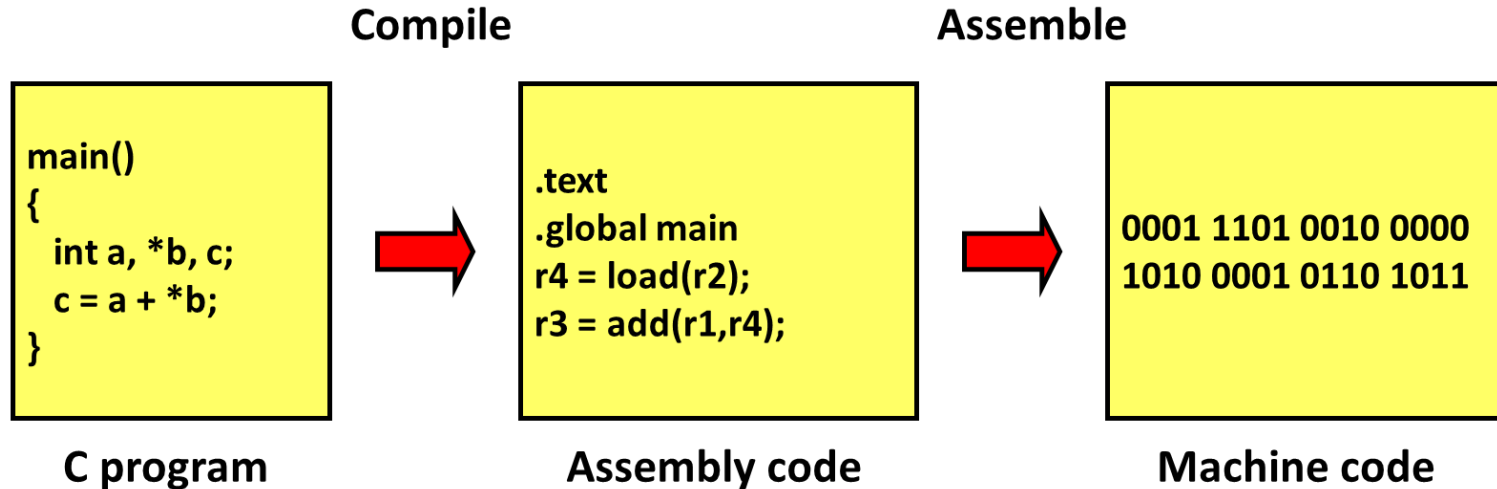 Compile
Assemble
main()
{
int a, *b, c;
c = a + *b;
}
.text
.global main
r4 = load(r2);
r3 = add(r1,r4);
0001 1101 0010 0000
1010 0001 0110 1011
C program
Assembly code
Machine code